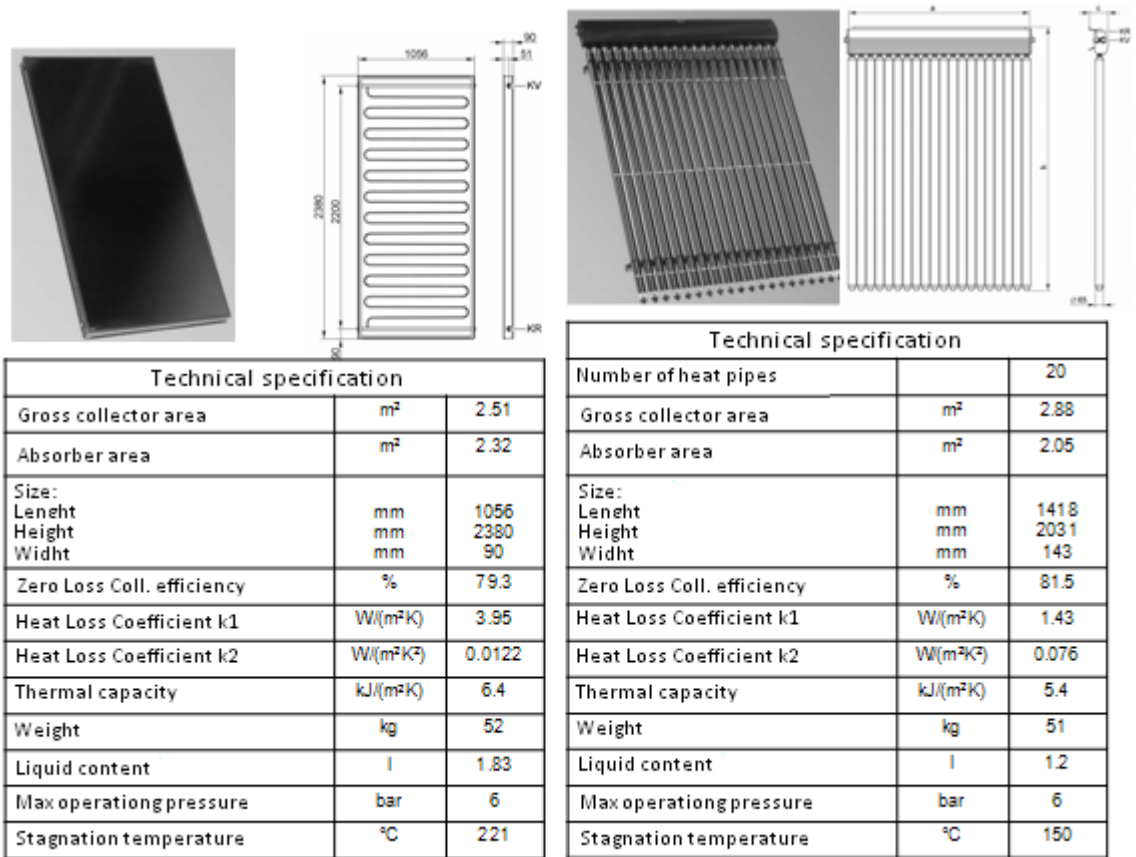 1056
90
51
KV
2380
2200
KR
90
a
c
b
Technical specification
Gross collector area m² 2.51
Absorber area m² 2.32
Size:
Lenght mm 1056
Height mm 2380
Widht mm 90
Zero Loss Coll. efficiency % 79.3
Heat Loss Coefficient k1 W/(m²K) 3.95
Heat Loss Coefficient k2 W/(m²K²) 0.0122
Thermal capacity kJ/(m²K) 6.4
Weight kg 52
Liquid content l 1.83
Max operationg pressure bar 6
Stagnation temperature °C 221
Technical specification
Number of heat pipes 20
Gross collector area m² 2.88
Absorber area m² 2.05
Size:
Lenght mm 1418
Height mm 2031
Widht mm 143
Zero Loss Coll. efficiency % 81.5
Heat Loss Coefficient k1 W/(m²K) 1.43
Heat Loss Coefficient k2 W/(m²K²) 0.076
Thermal capacity kJ/(m²K) 5.4
Weight kg 51
Liquid content l 1.2
Max operationg pressure bar 6
Stagnation temperature °C 150